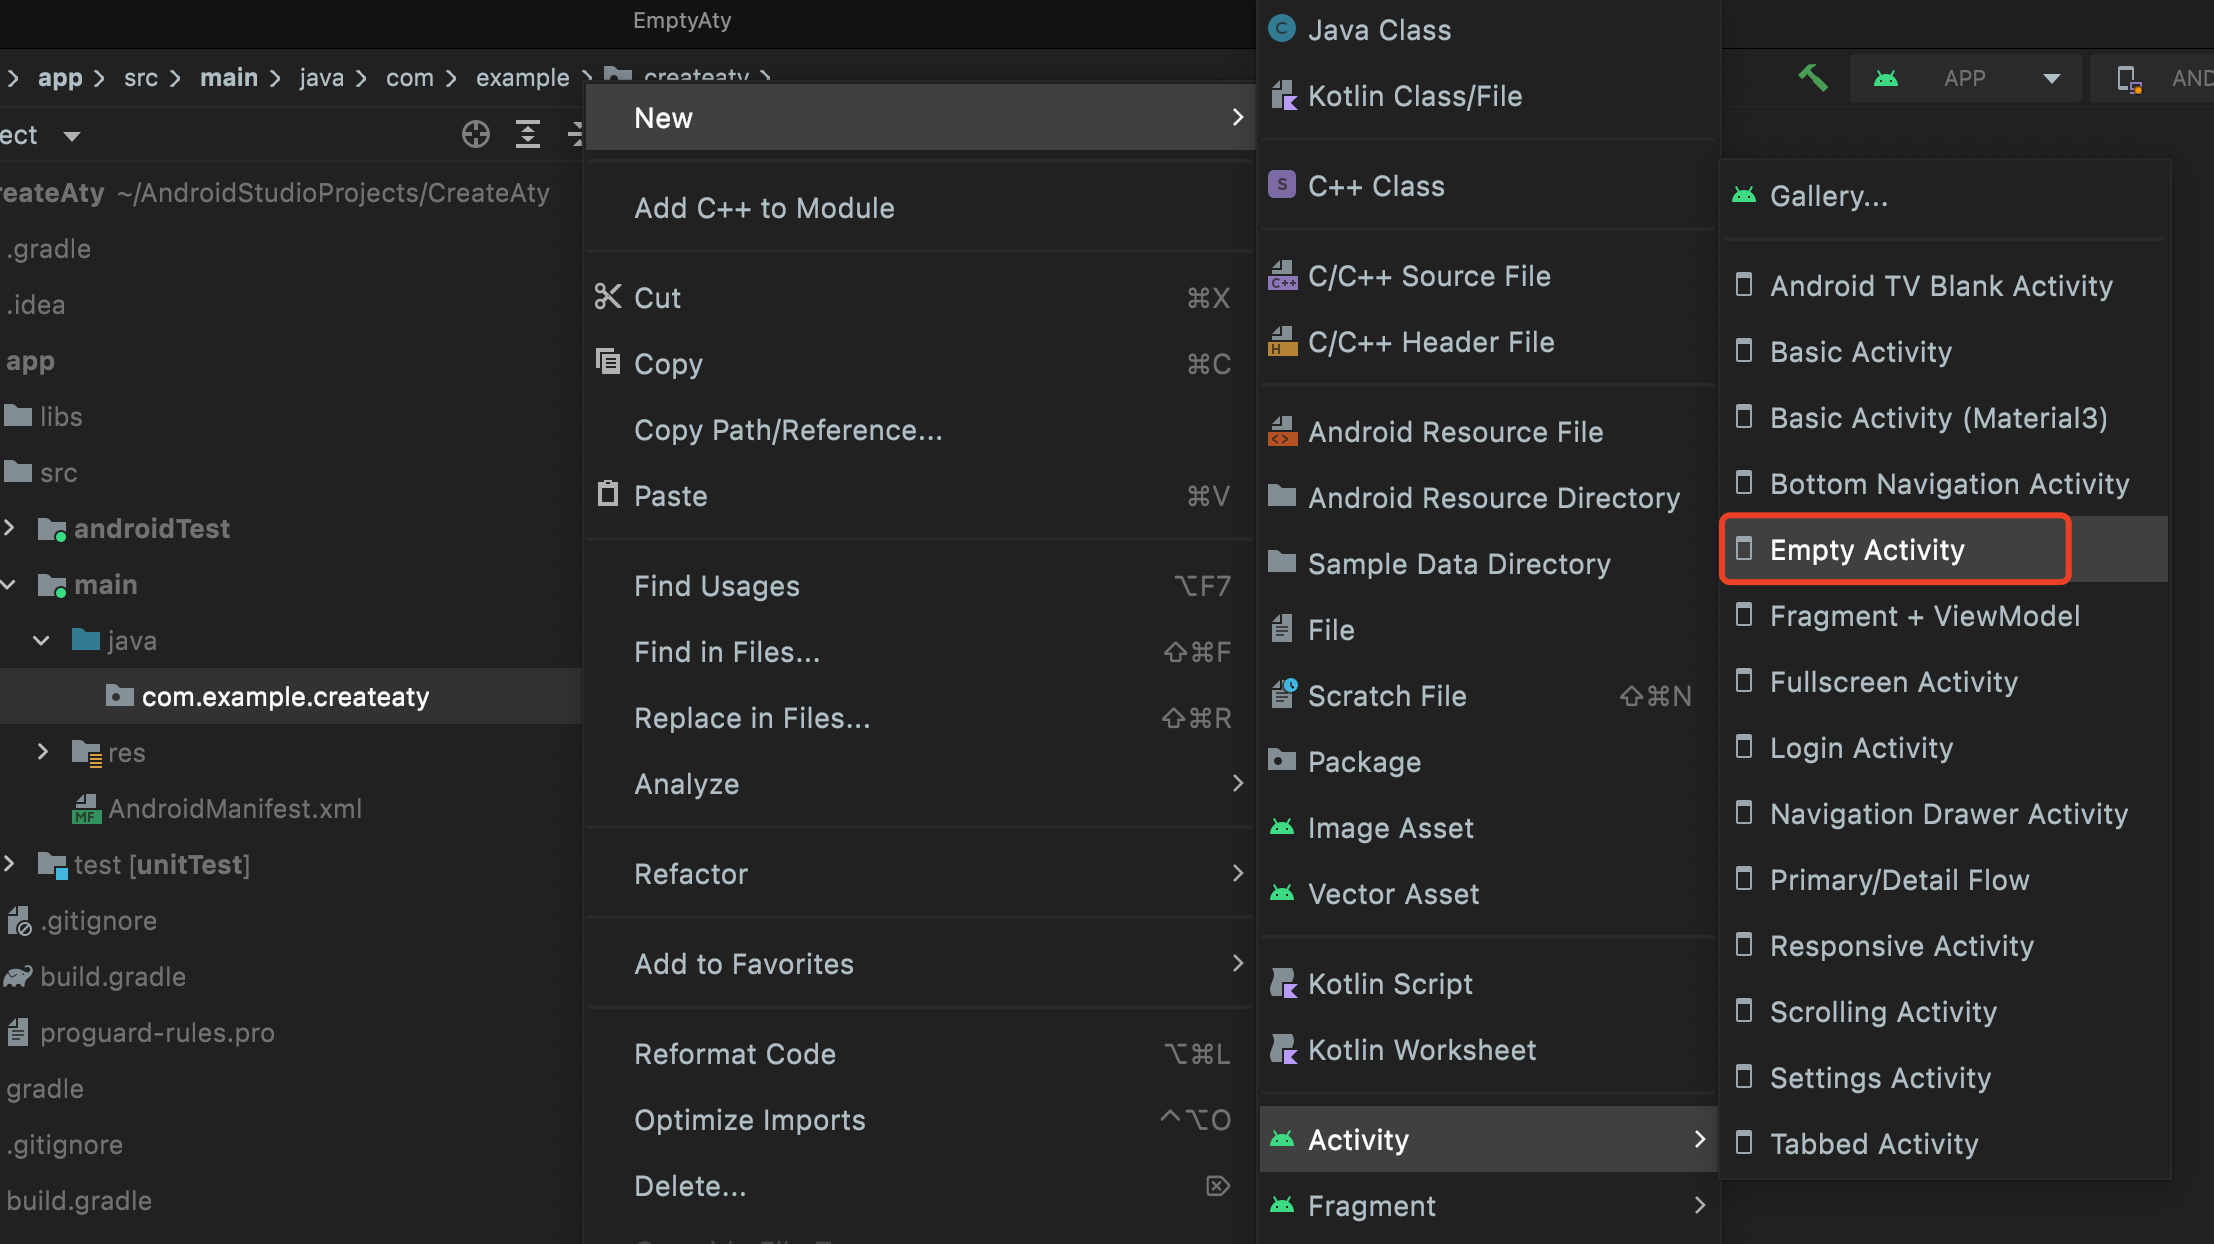 EmptyAty
app
src
main
java
com
example
createaty
APP
ect
~/AndroidStudioProjects/CreateAty
.gradle
.idea
app
libs
src
androidTest
main
java
com.example.createaty
res
MF
AndroidManifest.xml
test [unitTest]
.gitignore
build.gradle
proguard-rules.pro
gradle
.gitignore
build.gradle
New
Add C++ to Module
Cut ⌘X
Copy ⌘C
Copy Path/Reference...
Paste ⌘V
Find Usages ⌥F7
Find in Files... ⇧⌘F
Replace in Files... ⇧⌘R
Analyze
Refactor
Add to Favorites
Reformat Code ⌥⌘L
Optimize Imports ^⌥O
Delete... ⌦
C Java Class
Kotlin Class/File
S C++ Class
C++ C/C++ Source File
H C/C++ Header File
<> Android Resource File
Android Resource Directory
Sample Data Directory
File
Scratch File ⇧⌘N
Package
Image Asset
Vector Asset
Kotlin Script
Kotlin Worksheet
Activity
Fragment
Gallery...
Android TV Blank Activity
Basic Activity
Basic Activity (Material3)
Bottom Navigation Activity
Empty Activity
Fragment + ViewModel
Fullscreen Activity
Login Activity
Navigation Drawer Activity
Primary/Detail Flow
Responsive Activity
Scrolling Activity
Settings Activity
Tabbed Activity